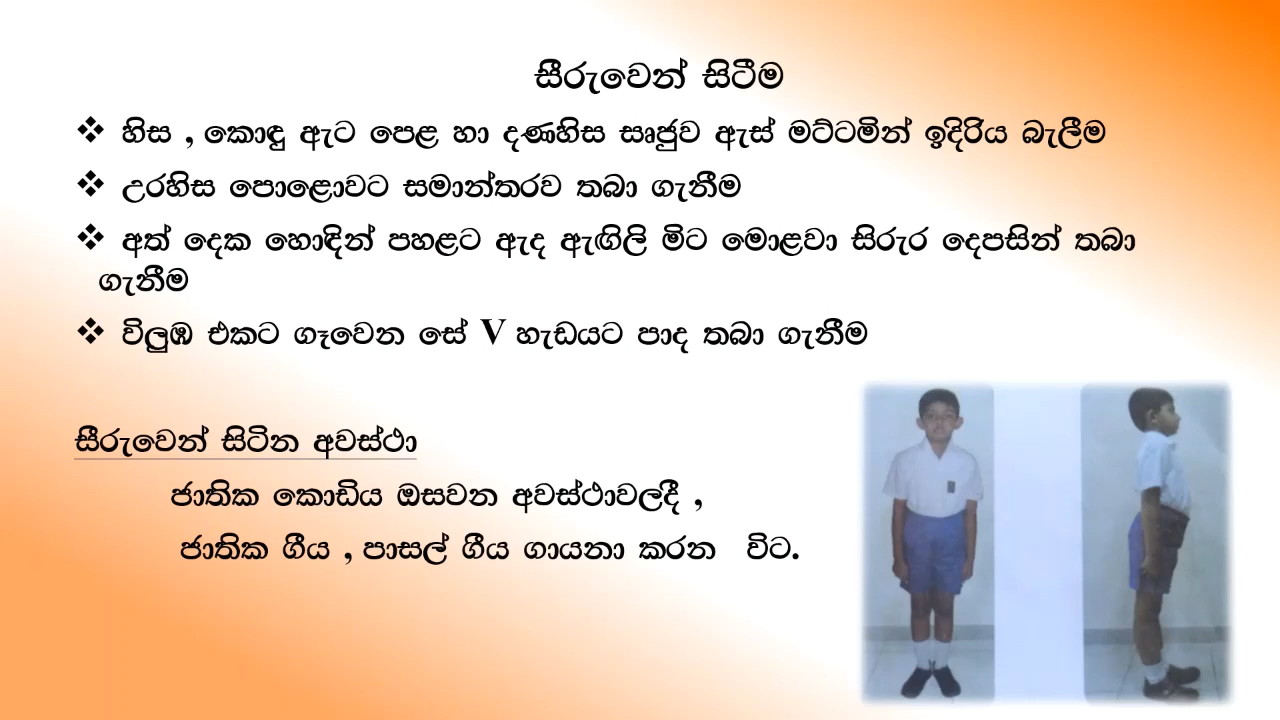 සීරුවෙන් සිටීම
❖ හිස , කොඳු ඇට පෙළ හා දණහිස සෘජුව ඇස් මට්ටමින් ඉදිරිය බැලීම
❖ උරහිස පොළොවට සමාන්තරව තබා ගැනීම
❖ අත් දෙක හොඳින් පහළට ඇද ඇඟිලි මිට මොළවා සිරුර දෙපසින් තබා
ගැනීම
❖ විලුඹ එකට ගෑවෙන සේ V හැඩයට පාද තබා ගැනීම
සීරුවෙන් සිටින අවස්ථා
ජාතික කොඩිය ඔසවන අවස්ථාවලදී ,
ජාතික ගීය , පාසල් ගීය ගායනා කරන විට.